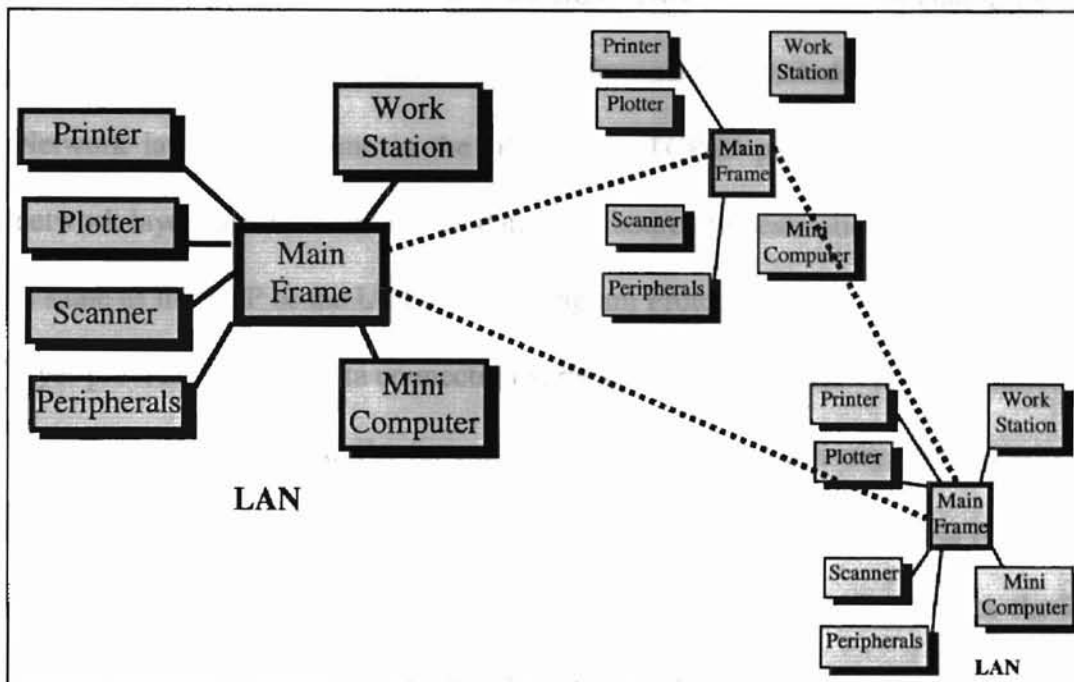 Printer
Plotter
Scanner
Peripherals
Work
Station
Main
Frame
Mini
Computer
LAN
Printer
Plotter
Scanner
Peripherals
Work
Station
Main
Frame
Mini
Computer
Printer
Plotter
Scanner
Peripherals
Work
Station
Main
Frame
Mini
Computer
LAN